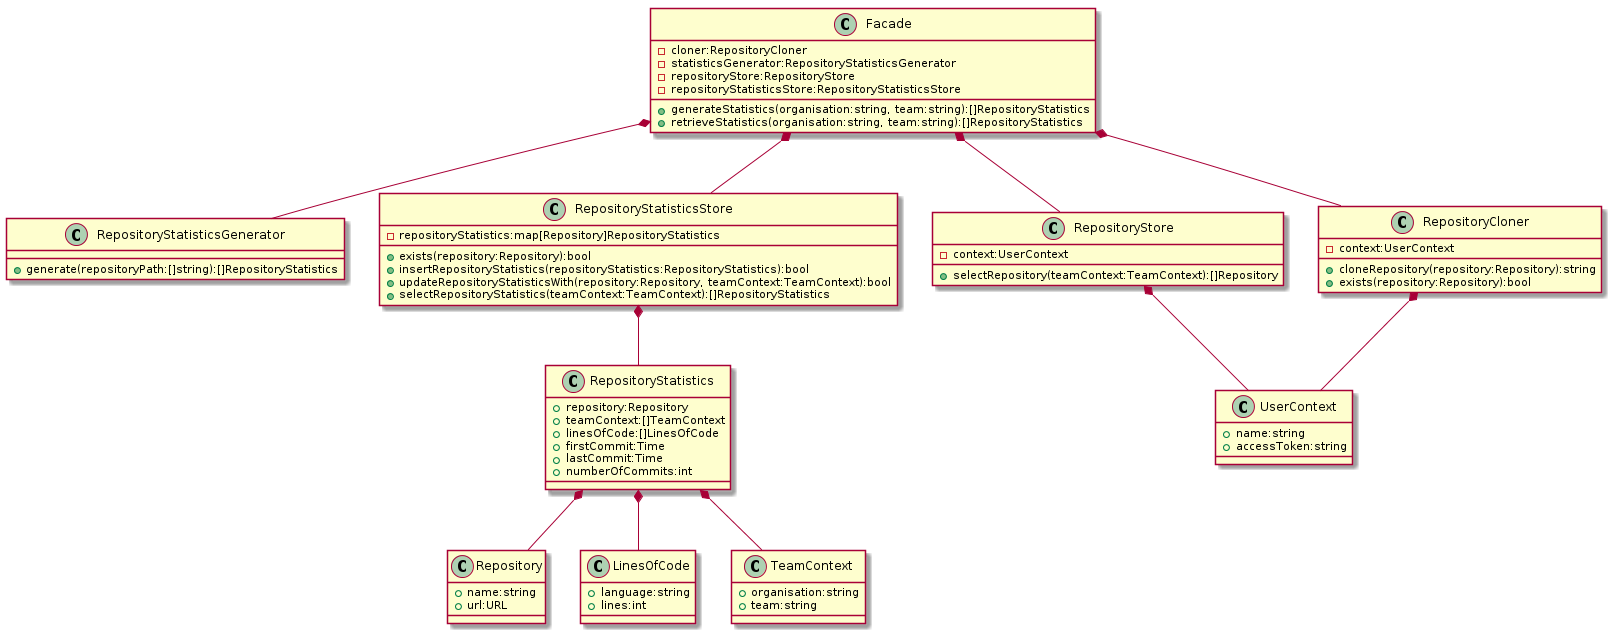 C Facade
cloner:RepositoryCloner
statisticsGenerator:RepositoryStatisticsGenerator
repositoryStore:RepositoryStore
repositoryStatisticsStore:RepositoryStatisticsStore
generateStatistics(organisation:string, team:string):[]RepositoryStatistics
retrieveStatistics(organisation:string, team:string):[]RepositoryStatistics
C RepositoryStatisticsGenerator
generate(repositoryPath:[]string):[]RepositoryStatistics
C RepositoryStatisticsStore
repositoryStatistics:map[Repository]RepositoryStatistics
exists(repository:Repository):bool
insertRepositoryStatistics(repositoryStatistics:RepositoryStatistics):bool
updateRepositoryStatisticsWith(repository:Repository, teamContext:TeamContext):bool
selectRepositoryStatistics(teamContext:TeamContext):[]RepositoryStatistics
C RepositoryStore
context:UserContext
selectRepository(teamContext:TeamContext):[]Repository
C RepositoryCloner
context:UserContext
cloneRepository(repository:Repository):string
exists(repository:Repository):bool
C RepositoryStatistics
repository:Repository
teamContext:[]TeamContext
linesOfCode:[]LinesOfCode
firstCommit:Time
lastCommit:Time
numberOfCommits:int
C UserContext
name:string
accessToken:string
C Repository
name:string
url:URL
C LinesOfCode
language:string
lines:int
C TeamContext
organisation:string
team:string